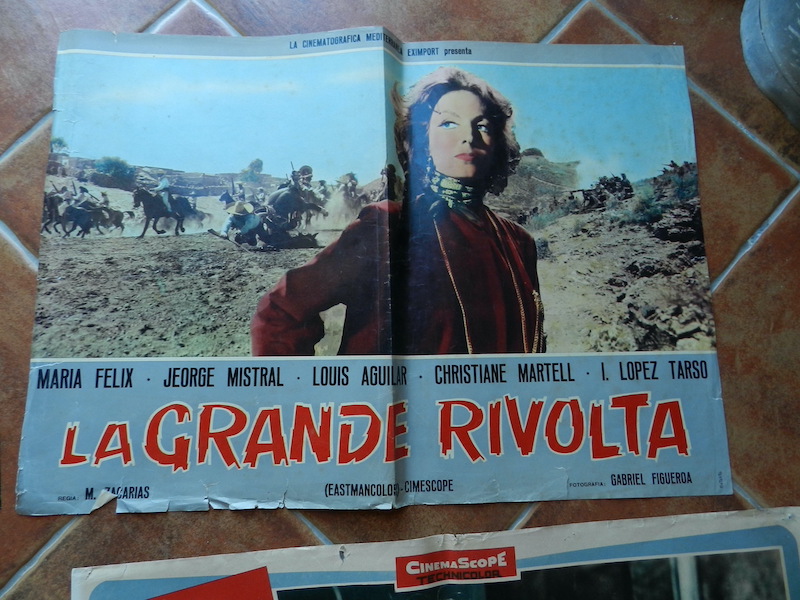 LA CINEMATOGRAFICA MEDITERRANEA EXIMPORT presenta
MARIA FELIX · JEORGE MISTRAL · LOUIS AGUILAR · CHRISTIANE MARTELL · I. LOPEZ TARSO
LA GRANDE RIVOLTA
REGIA: M. ZACARIAS (EASTMANCOLOR)-CIMESCOPE FOTOGRAFIA: GABRIEL FIGUEROA
CINEMASCOPE
TECHNICOLOR